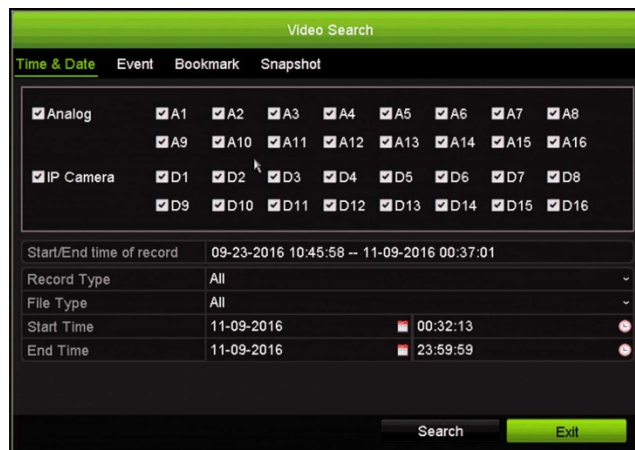 Video Search
Time & Date Event Bookmark Snapshot
Analog A1 A2 A3 A4 A5 A6 A7 A8
A9 A10 A11 A12 A13 A14 A15 A16
IP Camera D1 D2 D3 D4 D5 D6 D7 D8
D9 D10 D11 D12 D13 D14 D15 D16
Start/End time of record 09-23-2016 10:45:58 -- 11-09-2016 00:37:01
Record Type All
File Type All
Start Time 11-09-2016 00:32:13
End Time 11-09-2016 23:59:59
Search Exit